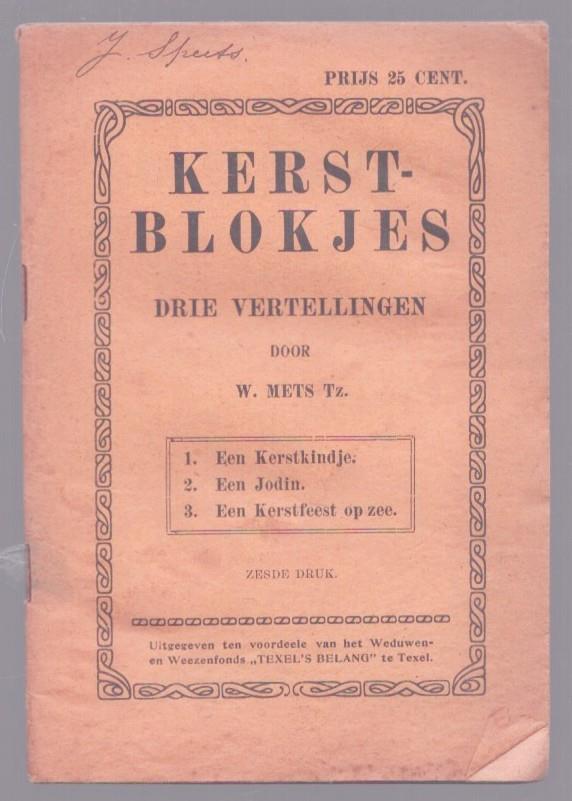 J. Speets.
PRIJS 25 CENT.
KERST-
BLOKJES
DRIE VERTELLINGEN
DOOR
W. METS Tz.
1. Een Kerstkindje.
2. Een Jodin.
3. Een Kerstfeest op zee.
ZESDE DRUK.
Uitgegeven ten voordeele van het Weduwen-
en Weezenfonds „TEXEL'S BELANG" te Texel.